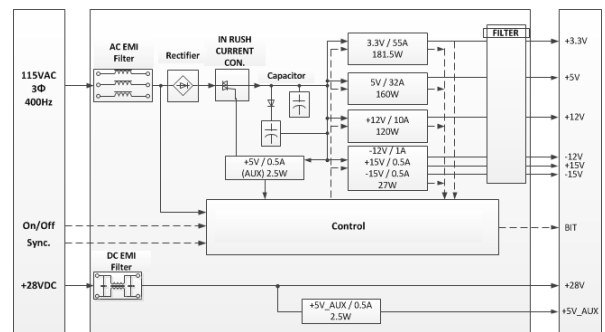 AC EMI
Filter
Rectifier
IN RUSH
CURRENT
CON.
Capacitor
3.3V / 55A
181.5W
FILTER
+3.3V
115VAC
3Φ
400Hz
5V / 32A
160W
+5V
+12V / 10A
120W
+12V
+5V / 0.5A
(AUX) 2.5W
-12V / 1A
+15V / 0.5A
-15V / 0.5A
27W
-12V
+15V
-15V
On/Off
Sync.
Control
BIT
DC EMI
Filter
+28VDC
+28V
+5V_AUX / 0.5A
2.5W
+5V_AUX